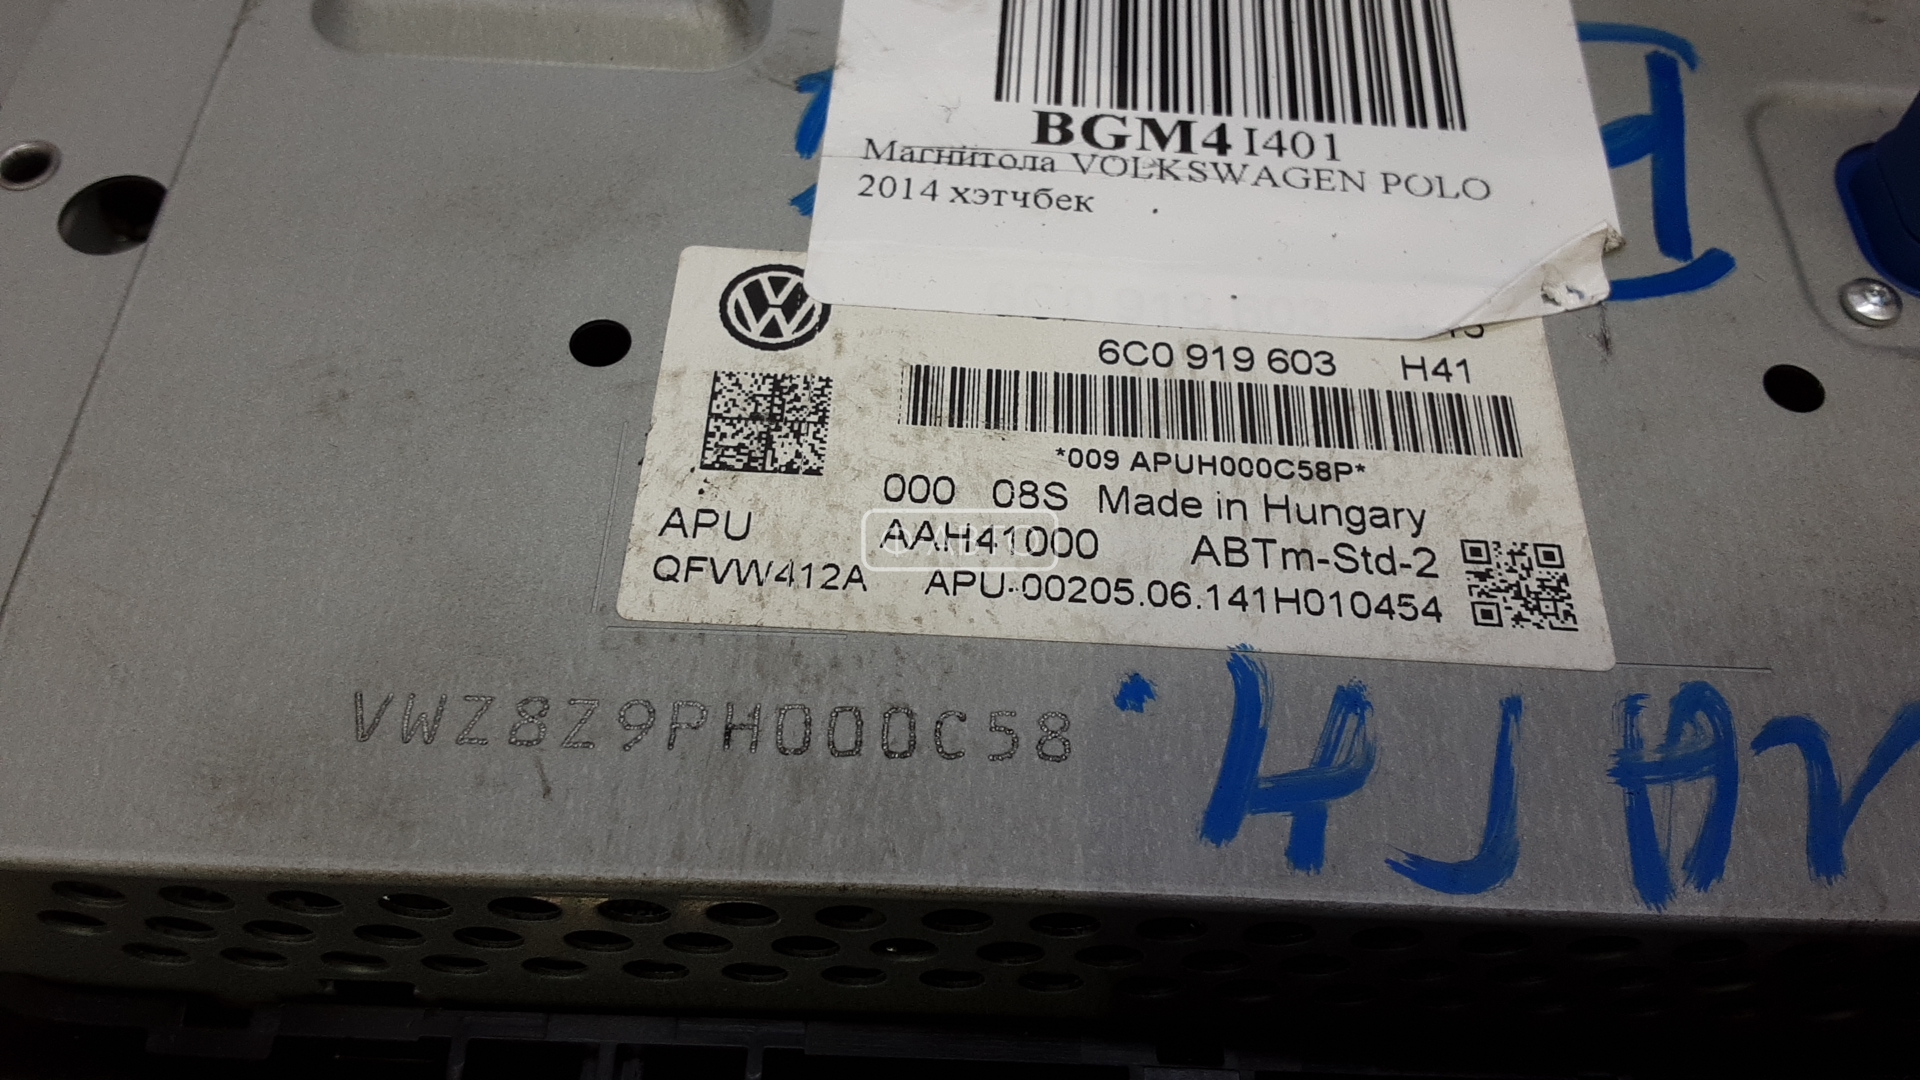 BGM4I401
Магнитола VOLKSWAGEN POLO
2014 хэтчбек
6C0 919 603 H41
*009 APUH000C58P*
000 08S Made in Hungary
APU AAH41000 ABTm-Std-2
QFVW412A APU-00205.06.141H010454
VWZ8Z9PH000C58